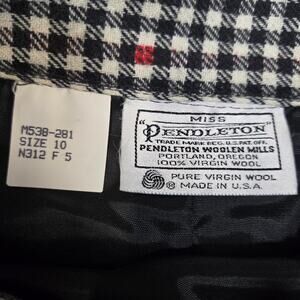 M538-281
SIZE 10
N312 F 5
MISS
"PENDLETON"®
TRADE MARK REG. U.S. PAT. OFF.
PENDLETON WOOLEN MILLS
PORTLAND, OREGON
100% VIRGIN WOOL
PURE VIRGIN WOOL
® MADE IN U.S.A.